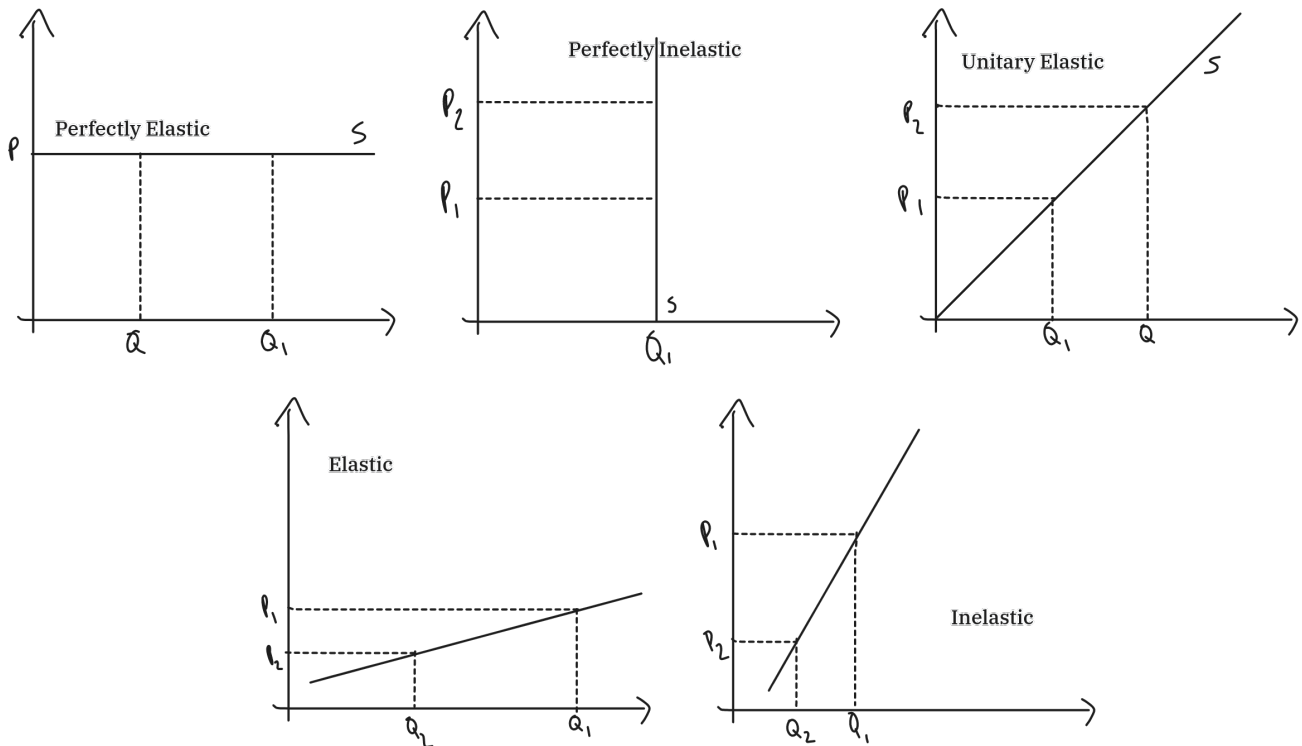 Perfectly Elastic
S
P
Q
Q₁
Perfectly Inelastic
P₂
P₁
S
Q₁
Unitary Elastic
S
P₂
P₁
Q₁
Q
Elastic
P₁
P₂
Q₂
Q₁
P₁
Inelastic
P₂
Q₂
Q₁